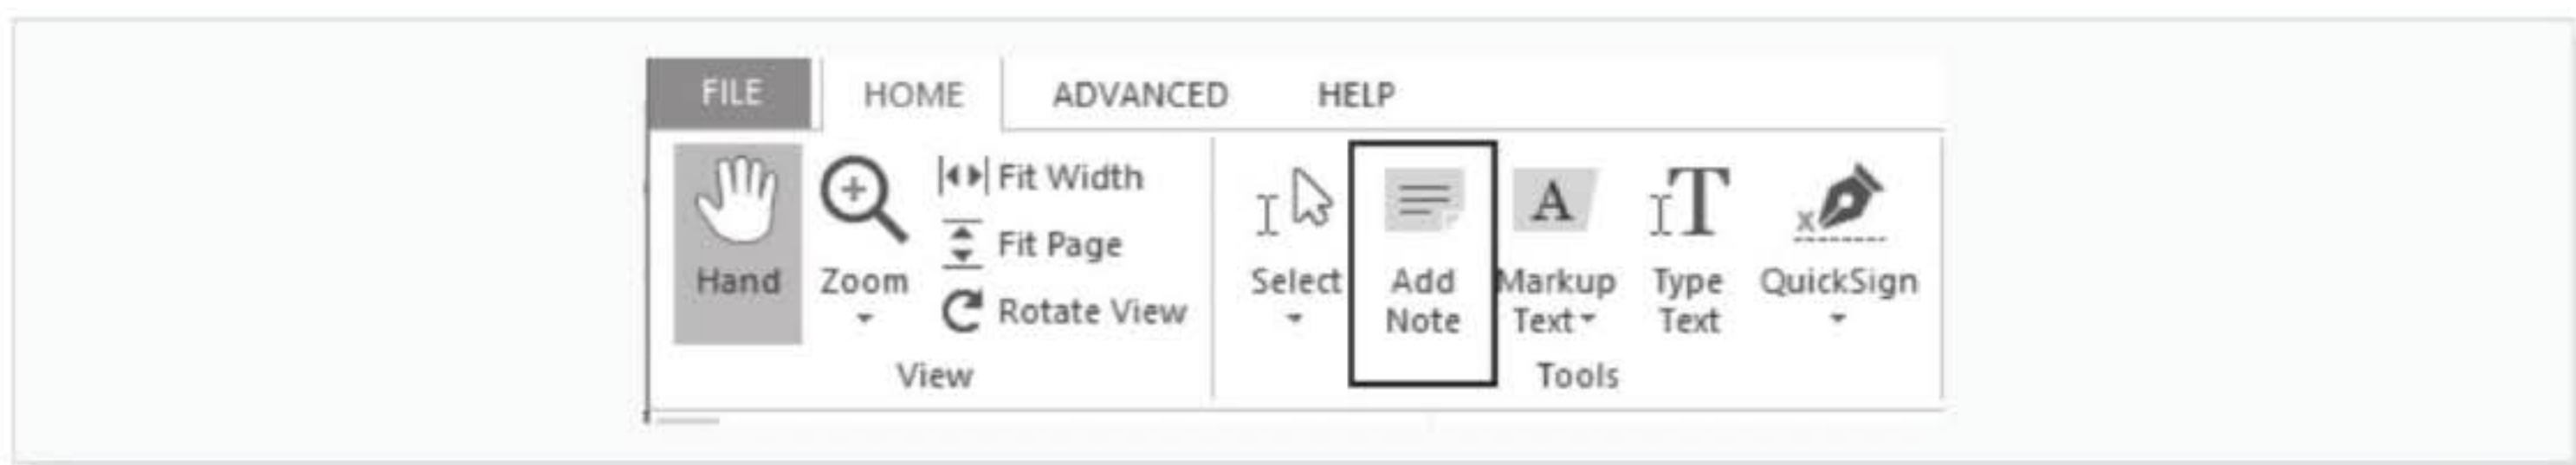 FILE HOME ADVANCED HELP
Hand
Zoom
Fit Width
Fit Page
Rotate View
View
Select
Add
Note
Markup
Text
Type
Text
QuickSign
Tools